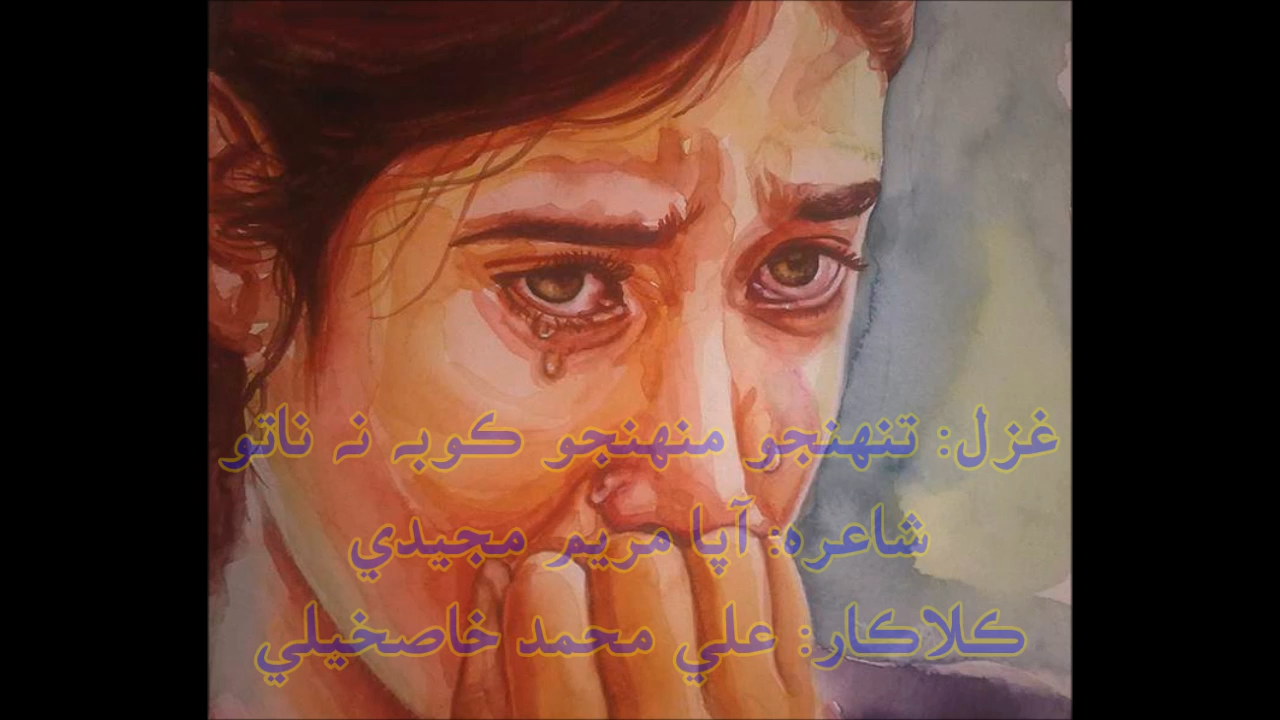 غزل: تنهنجو منهنجو ڪوبہ نہ ناتو
شاعره: آپا مريم مجيدي
ڪلاڪار: علي محمد خاصخيلي